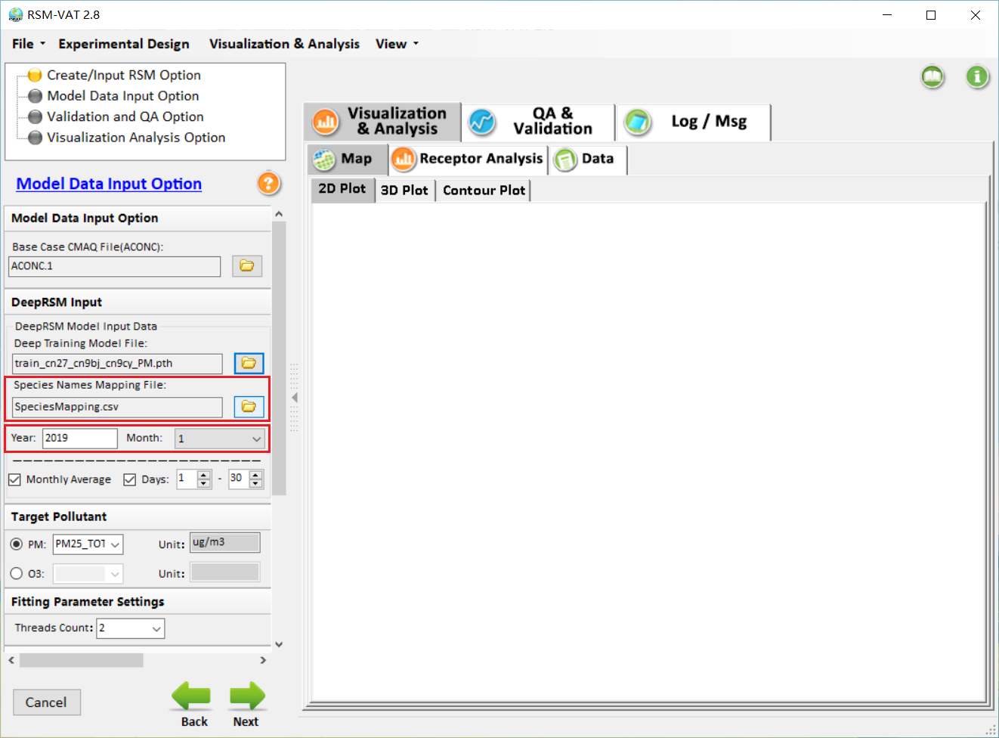 RSM-VAT 2.8
File Experimental Design Visualization & Analysis View
Create/Input RSM Option
Model Data Input Option
Validation and QA Option
Visualization Analysis Option
Model Data Input Option
?
Model Data Input Option
Base Case CMAQ File(ACONC):
ACONC.1
DeepRSM Input
DeepRSM Model Input Data
Deep Training Model File:
train_cn27_cn9bj_cn9cy_PM.pth
Species Names Mapping File:
SpeciesMapping.csv
Year: 2019 Month: 1
Monthly Average Days: 1 - 30
Target Pollutant
PM: PM25_TOT Unit: ug/m3
O3: Unit:
Fitting Parameter Settings
Threads Count: 2
Cancel
Back
Next
Visualization
& Analysis
QA &
Validation
Log / Msg
Map
Receptor Analysis
Data
2D Plot
3D Plot
Contour Plot